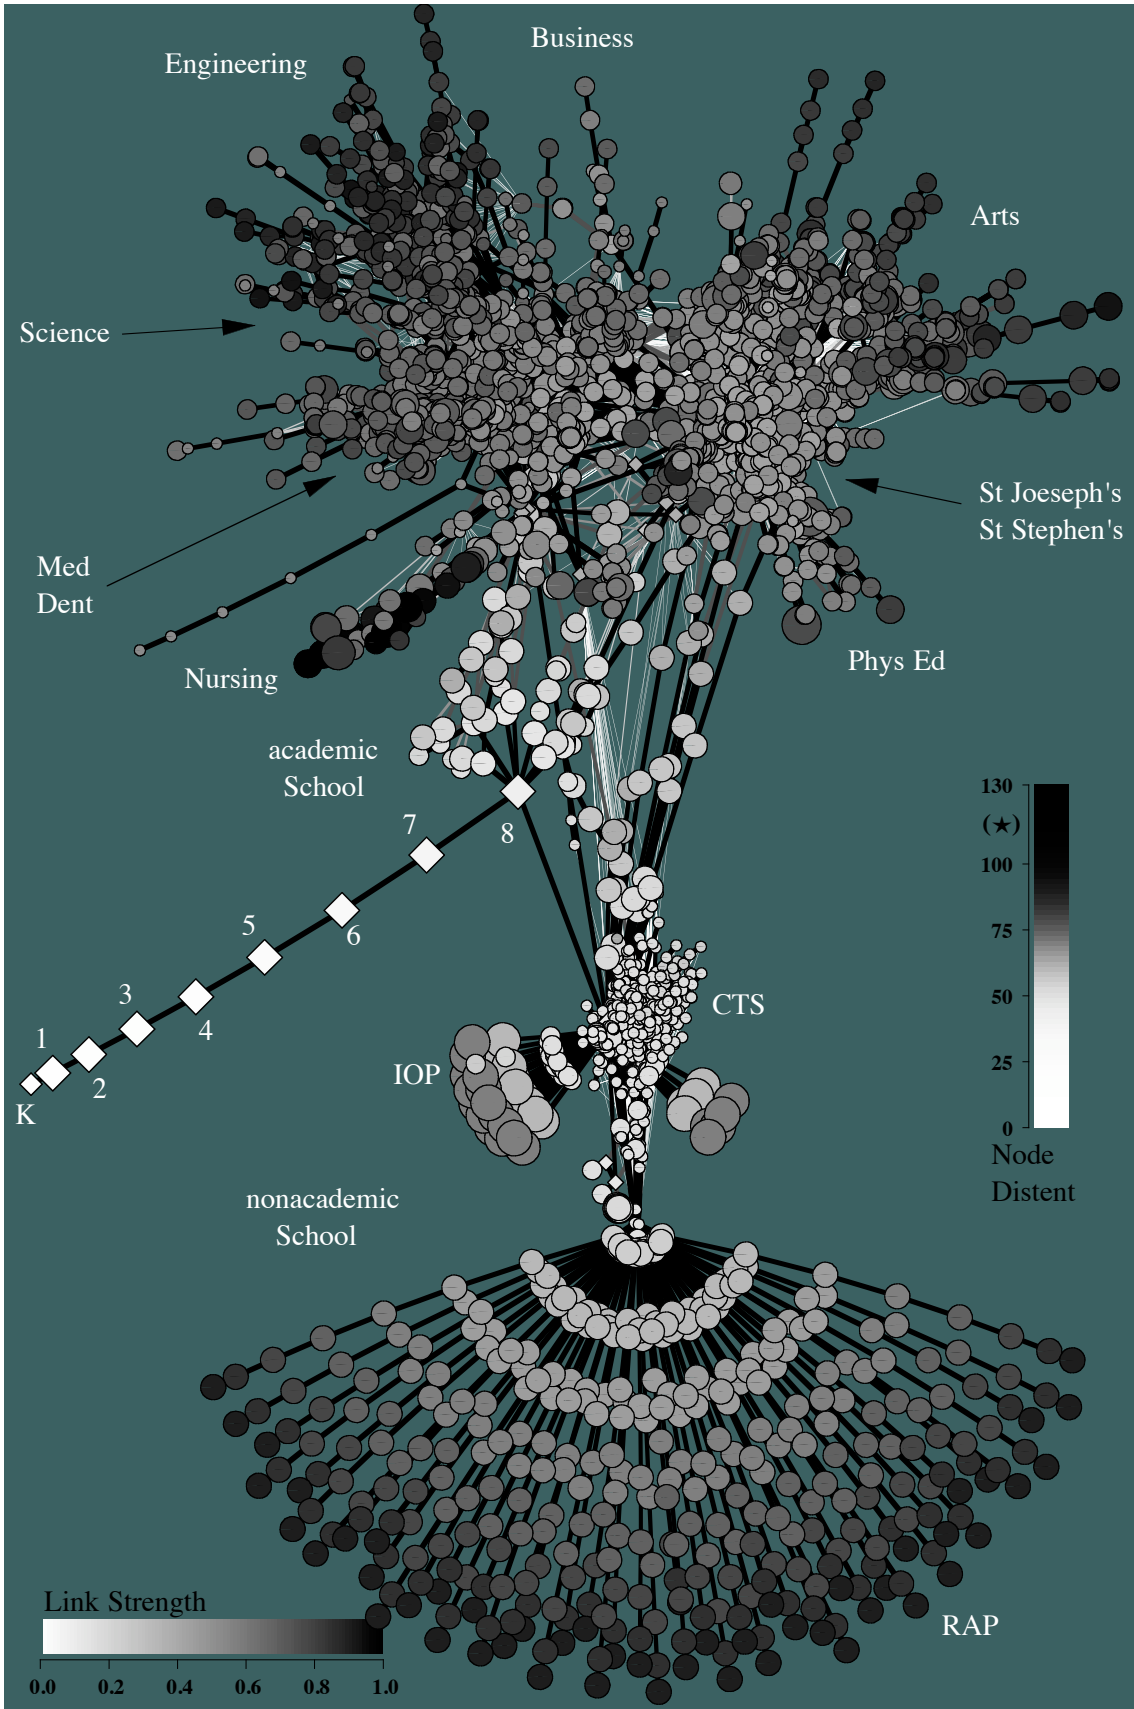 Business
Engineering
Arts
Science
St Joeseph's
St Stephen's
Med
Dent
Phys Ed
Nursing
academic
School
130
(★)
100
75
50
25
0
Node
Distent
8
7
6
5
4
3
2
1
K
CTS
IOP
nonacademic
School
RAP
Link Strength
0.0 0.2 0.4 0.6 0.8 1.0